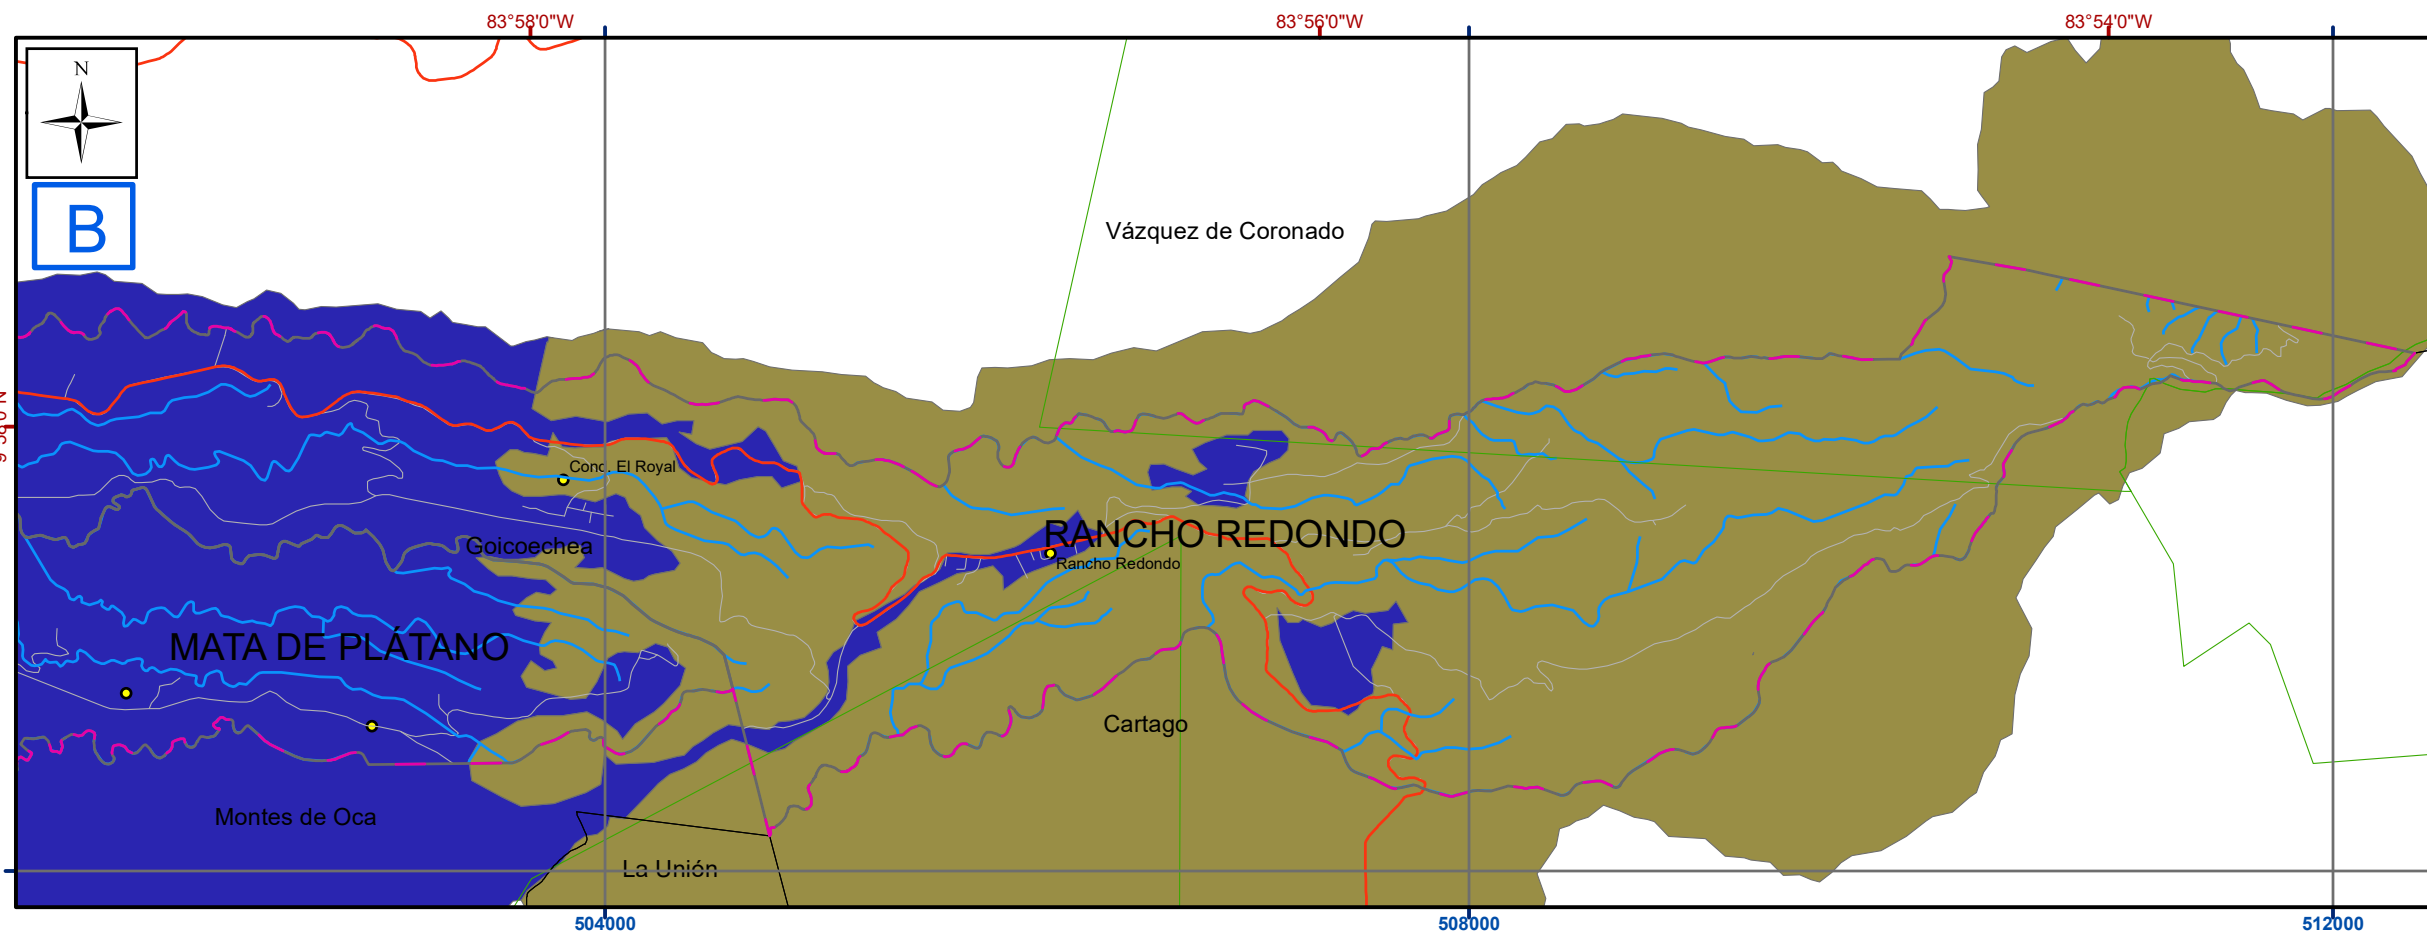 83°58'0"W
83°56'0"W
83°54'0"W
N
B
Vázquez de Coronado
Cond. El Royal
RANCHO REDONDO
Goicoechea
Rancho Redondo
MATA DE PLÁTANO
Cartago
Montes de Oca
La Unión
504000
508000
512000